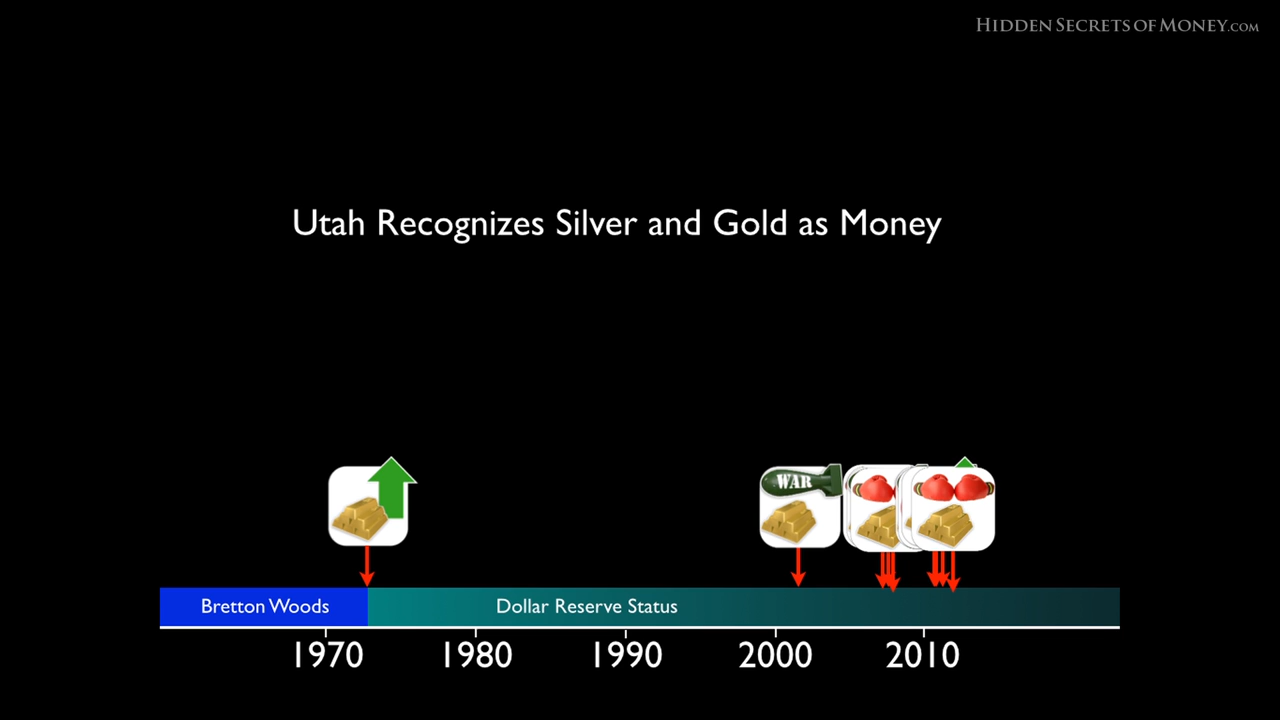 HIDDEN SECRETS OF MONEY.COM
Utah Recognizes Silver and Gold as Money
WAR
Bretton Woods
Dollar Reserve Status
1970 1980 1990 2000 2010